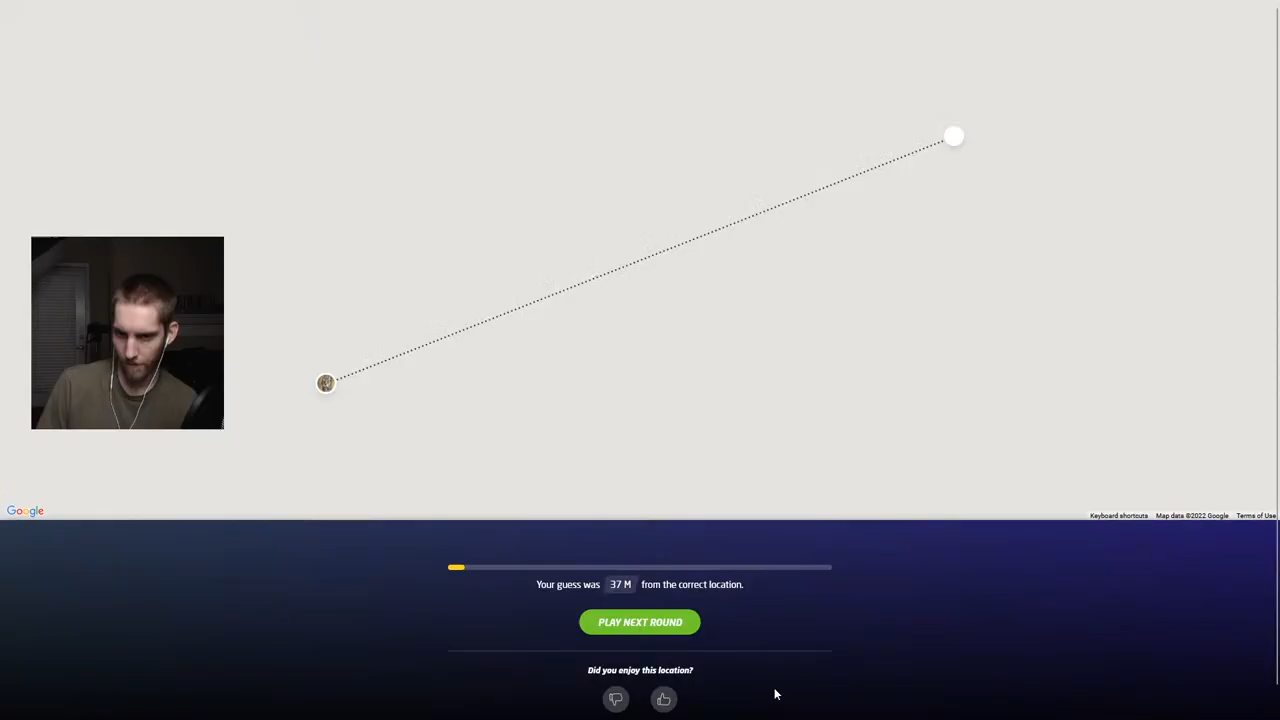 Google
Keyboard shortcuts Map data ©2022 Google Terms of Use
Your guess was 37 M from the correct location.
PLAY NEXT ROUND
Did you enjoy this location?